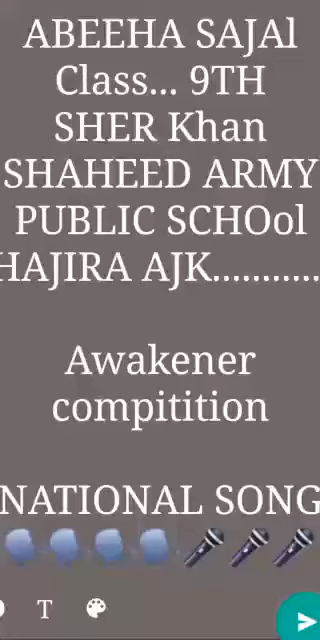 ABEEHA SAJAl
Class... 9TH
SHER Khan
SHAHEED ARMY
PUBLIC SCHOol
HAJIRA AJK...........
Awakener
compitition
NATIONAL SONG
T